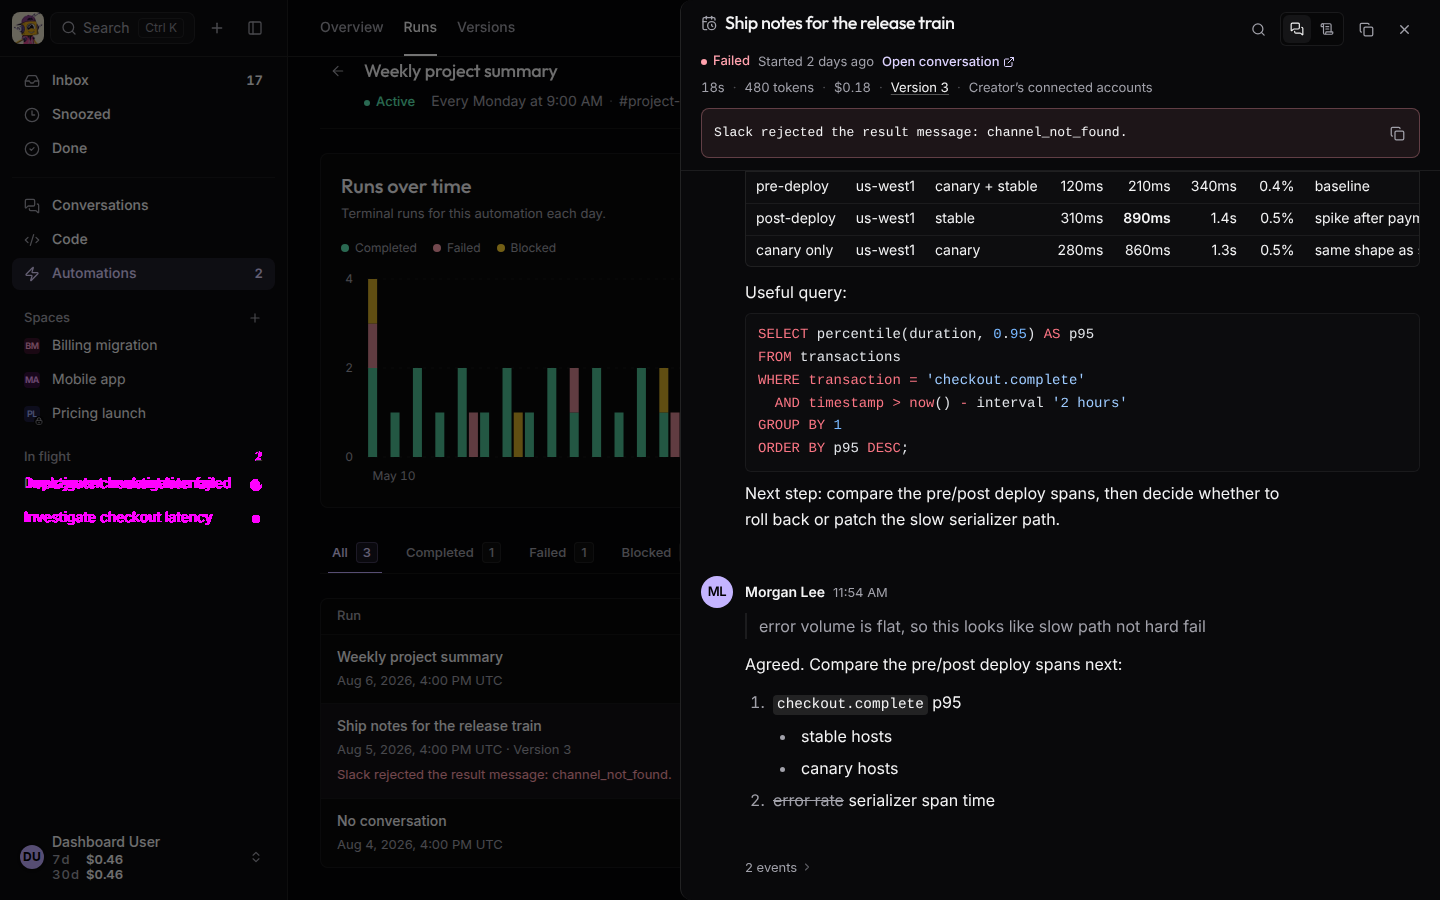 Search Ctrl K
Inbox 17
Snoozed
Done
Conversations
Code
Automations 2
Spaces
BM Billing migration
MA Mobile app
PL Pricing launch
In flight
Investigate checkout latency
DU Dashboard User
7d $0.46
30d $0.46
Overview Runs Versions
Weekly project summary
Active Every Monday at 9:00 AM · #project-
Runs over time
Terminal runs for this automation each day.
Completed Failed Blocked
4
2
0
May 10
All 3 Completed 1 Failed 1 Blocked
Run
Weekly project summary
Aug 6, 2026, 4:00 PM UTC
Ship notes for the release train
Aug 5, 2026, 4:00 PM UTC · Version 3
Slack rejected the result message: channel_not_found.
No conversation
Aug 4, 2026, 4:00 PM UTC
Ship notes for the release train
Failed Started 2 days ago Open conversation
18s · 480 tokens · $0.18 · Version 3 · Creator's connected accounts
Slack rejected the result message: channel_not_found.
pre-deploy us-west1 canary + stable 120ms 210ms 340ms 0.4% baseline
post-deploy us-west1 stable 310ms 890ms 1.4s 0.5% spike after paym
canary only us-west1 canary 280ms 860ms 1.3s 0.5% same shape as
Useful query:
SELECT percentile(duration, 0.95) AS p95
FROM transactions
WHERE transaction = 'checkout.complete'
AND timestamp > now() - interval '2 hours'
GROUP BY 1
ORDER BY p95 DESC;
Next step: compare the pre/post deploy spans, then decide whether to
roll back or patch the slow serializer path.
ML Morgan Lee 11:54 AM
error volume is flat, so this looks like slow path not hard fail
Agreed. Compare the pre/post deploy spans next:
1. checkout.complete p95
• stable hosts
• canary hosts
2. error rate serializer span time
2 events